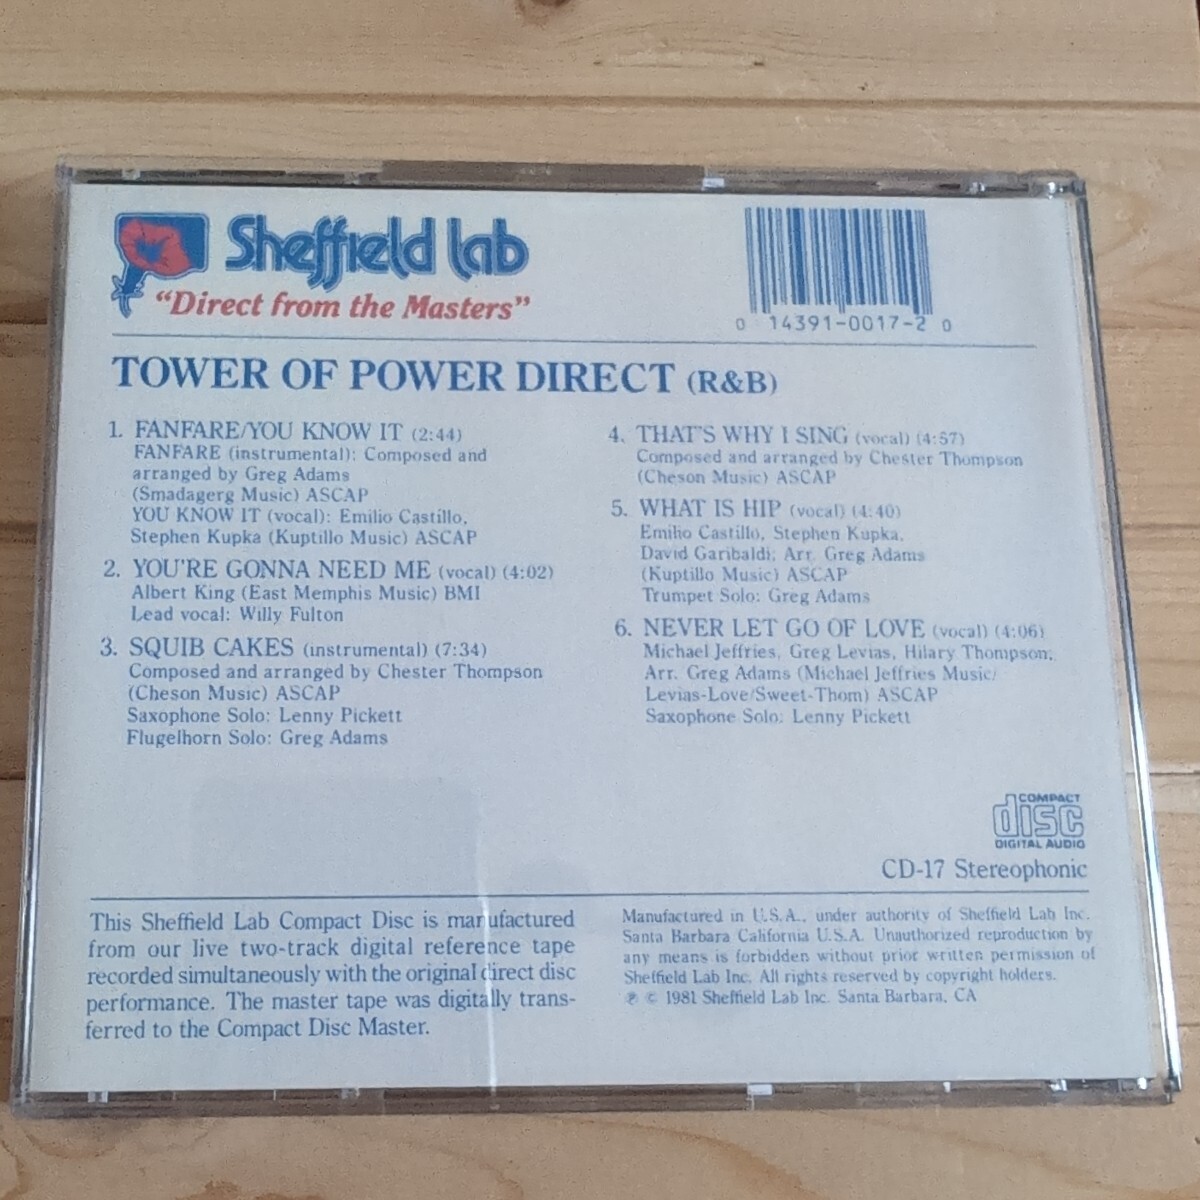 Sheffield Lab
"Direct from the Masters"
0 14391-0017-2 0
TOWER OF POWER DIRECT (R&B)
1. FANFARE/YOU KNOW IT (2:44)
FANFARE (instrumental): Composed and
arranged by Greg Adams
(Smadagerg Music) ASCAP
YOU KNOW IT (vocal): Emilio Castillo,
Stephen Kupka (Kuptillo Music) ASCAP
2. YOU'RE GONNA NEED ME (vocal) (4:02)
Albert King (East Memphis Music) BMI
Lead vocal: Willy Fulton
3. SQUIB CAKES (instrumental) (7:34)
Composed and arranged by Chester Thompson
(Cheson Music) ASCAP
Saxophone Solo: Lenny Pickett
Flugelhorn Solo: Greg Adams
4. THAT'S WHY I SING (vocal) (4:57)
Composed and arranged by Chester Thompson
(Cheson Music) ASCAP
5. WHAT IS HIP (vocal) (4:40)
Emilio Castillo, Stephen Kupka,
David Garibaldi; Arr. Greg Adams
(Kuptillo Music) ASCAP
Trumpet Solo: Greg Adams
6. NEVER LET GO OF LOVE (vocal) (4:06)
Michael Jeffries, Greg Levias, Hilary Thompson;
Arr. Greg Adams (Michael Jeffries Music/
Levias-Love/Sweet-Thom) ASCAP
Saxophone Solo: Lenny Pickett
COMPACT
disc
DIGITAL AUDIO
CD-17 Stereophonic
This Sheffield Lab Compact Disc is manufactured
from our live two-track digital reference tape
recorded simultaneously with the original direct disc
performance. The master tape was digitally trans-
ferred to the Compact Disc Master.
Manufactured in U.S.A., under authority of Sheffield Lab Inc.
Santa Barbara California U.S.A. Unauthorized reproduction by
any means is forbidden without prior written permission of
Sheffield Lab Inc. All rights reserved by copyright holders.
℗ © 1981 Sheffield Lab Inc. Santa Barbara, CA